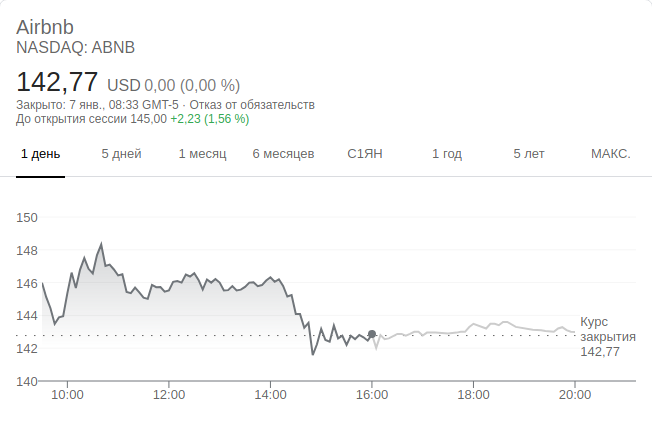 Airbnb
NASDAQ: ABNB
142,77 USD 0,00 (0,00 %)
Закрыто: 7 янв., 08:33 GMT-5 · Отказ от обязательств
До открытия сессии 145,00 +2,23 (1,56 %)
1 день 5 дней 1 месяц 6 месяцев С1ЯН 1 год 5 лет МАКС.
150
148
146
144
142
140
Курс
закрытия
142,77
10:00 12:00 14:00 16:00 18:00 20:00